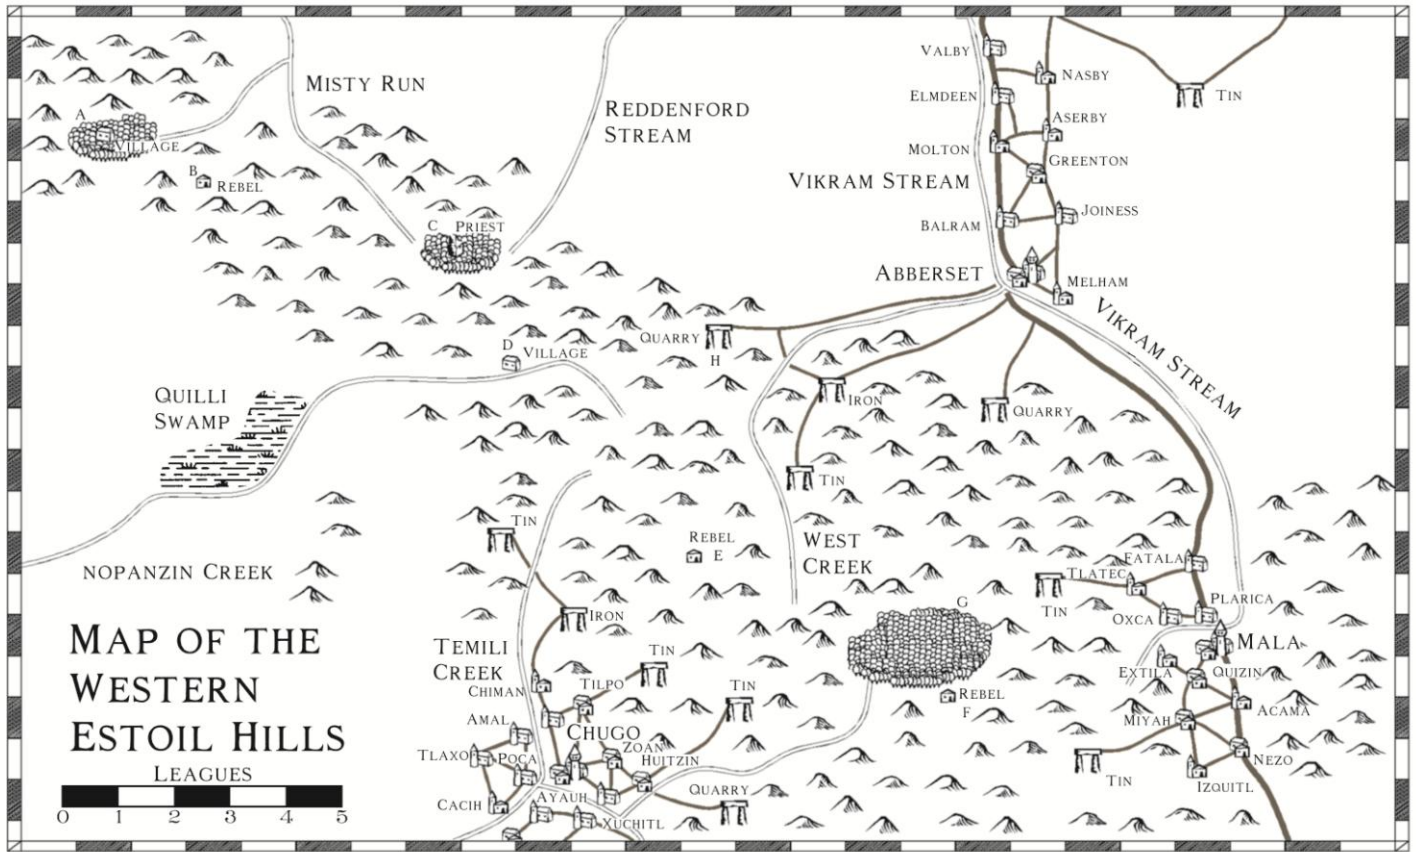 VALBY
NASBY
MISTY RUN
ELMDEEN
TIN
REDDENFORD
STREAM
A
ASERBY
VILLAGE
MOLTON
GREENTON
B
REBEL
VIKRAM STREAM
JOINESS
C PRIEST
BALRAM
ABBERSET
MELHAM
VIKRAM STREAM
QUARRY
H
D
VILLAGE
QUILLI
SWAMP
IRON
QUARRY
TIN
TIN
REBEL
E
WEST
CREEK
FATALA
TLATEC
NOPANZIN CREEK
TIN
PLARICA
OXCA
G
IRON
MAP OF THE
WESTERN
ESTOIL HILLS
TEMILI
CREEK
TIN
MALA
EXTILA
QUIZIN
CHIMAN
TILPO
TIN
REBEL
F
ACAMA
MIYAH
AMAL
CHUGO
ZOAN
TLAXO
POCA
HUITZIN
NEZO
LEAGUES
TIN
IZQUITL
QUARRY
CACIH
AYAUH
XUCHITL
0 1 2 3 4 5